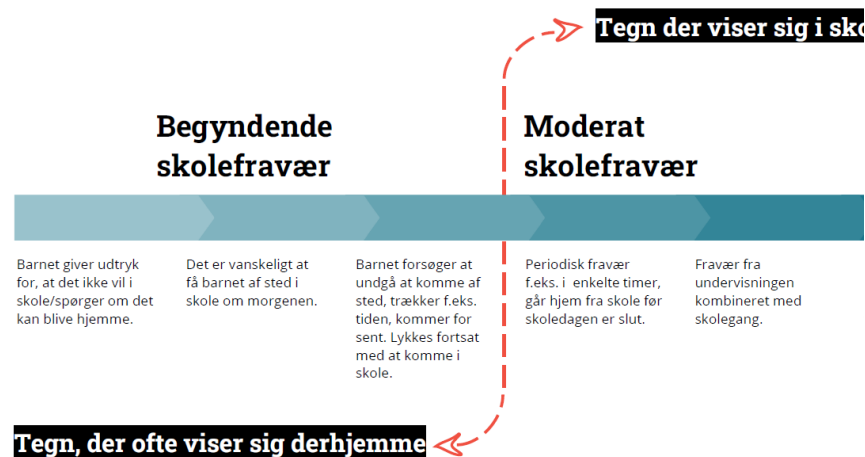 Tegn der viser sig i
Begyndende
skolefravær
Moderat
skolefravær
Barnet giver udtryk
for, at det ikke vil i
skole/spørger om det
kan blive hjemme.
Det er vanskeligt at
få barnet af sted i
skole om morgenen.
Barnet forsøger at
undgå at komme af
sted, trækker f.eks.
tiden, kommer for
sent. Lykkes fortsat
med at komme i
skole.
Periodisk fravær
f.eks. i enkelte timer,
går hjem fra skole før
skoledagen er slut.
Fravær fra
undervisningen
kombineret med
skolegang.
Tegn, der ofte viser sig derhjemme